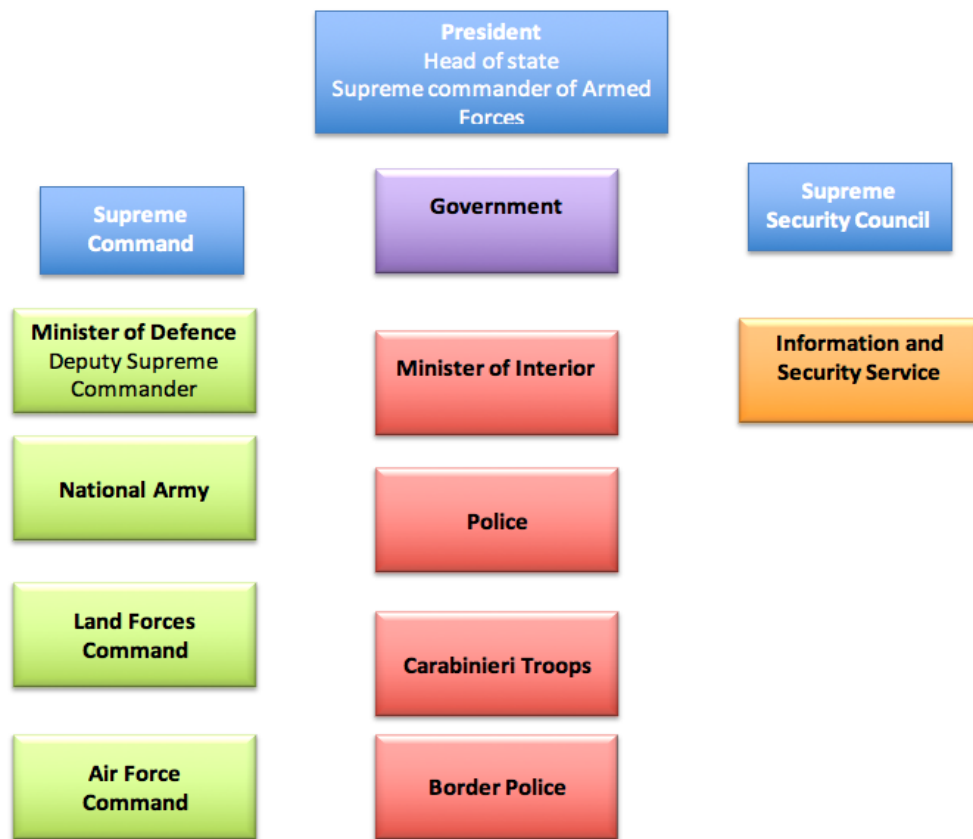 President
Head of state
Supreme commander of Armed
Forces
Supreme
Command
Government
Supreme
Security Council
Minister of Defence
Deputy Supreme
Commander
Minister of Interior
Information and
Security Service
National Army
Police
Land Forces
Command
Carabinieri Troops
Air Force
Command
Border Police